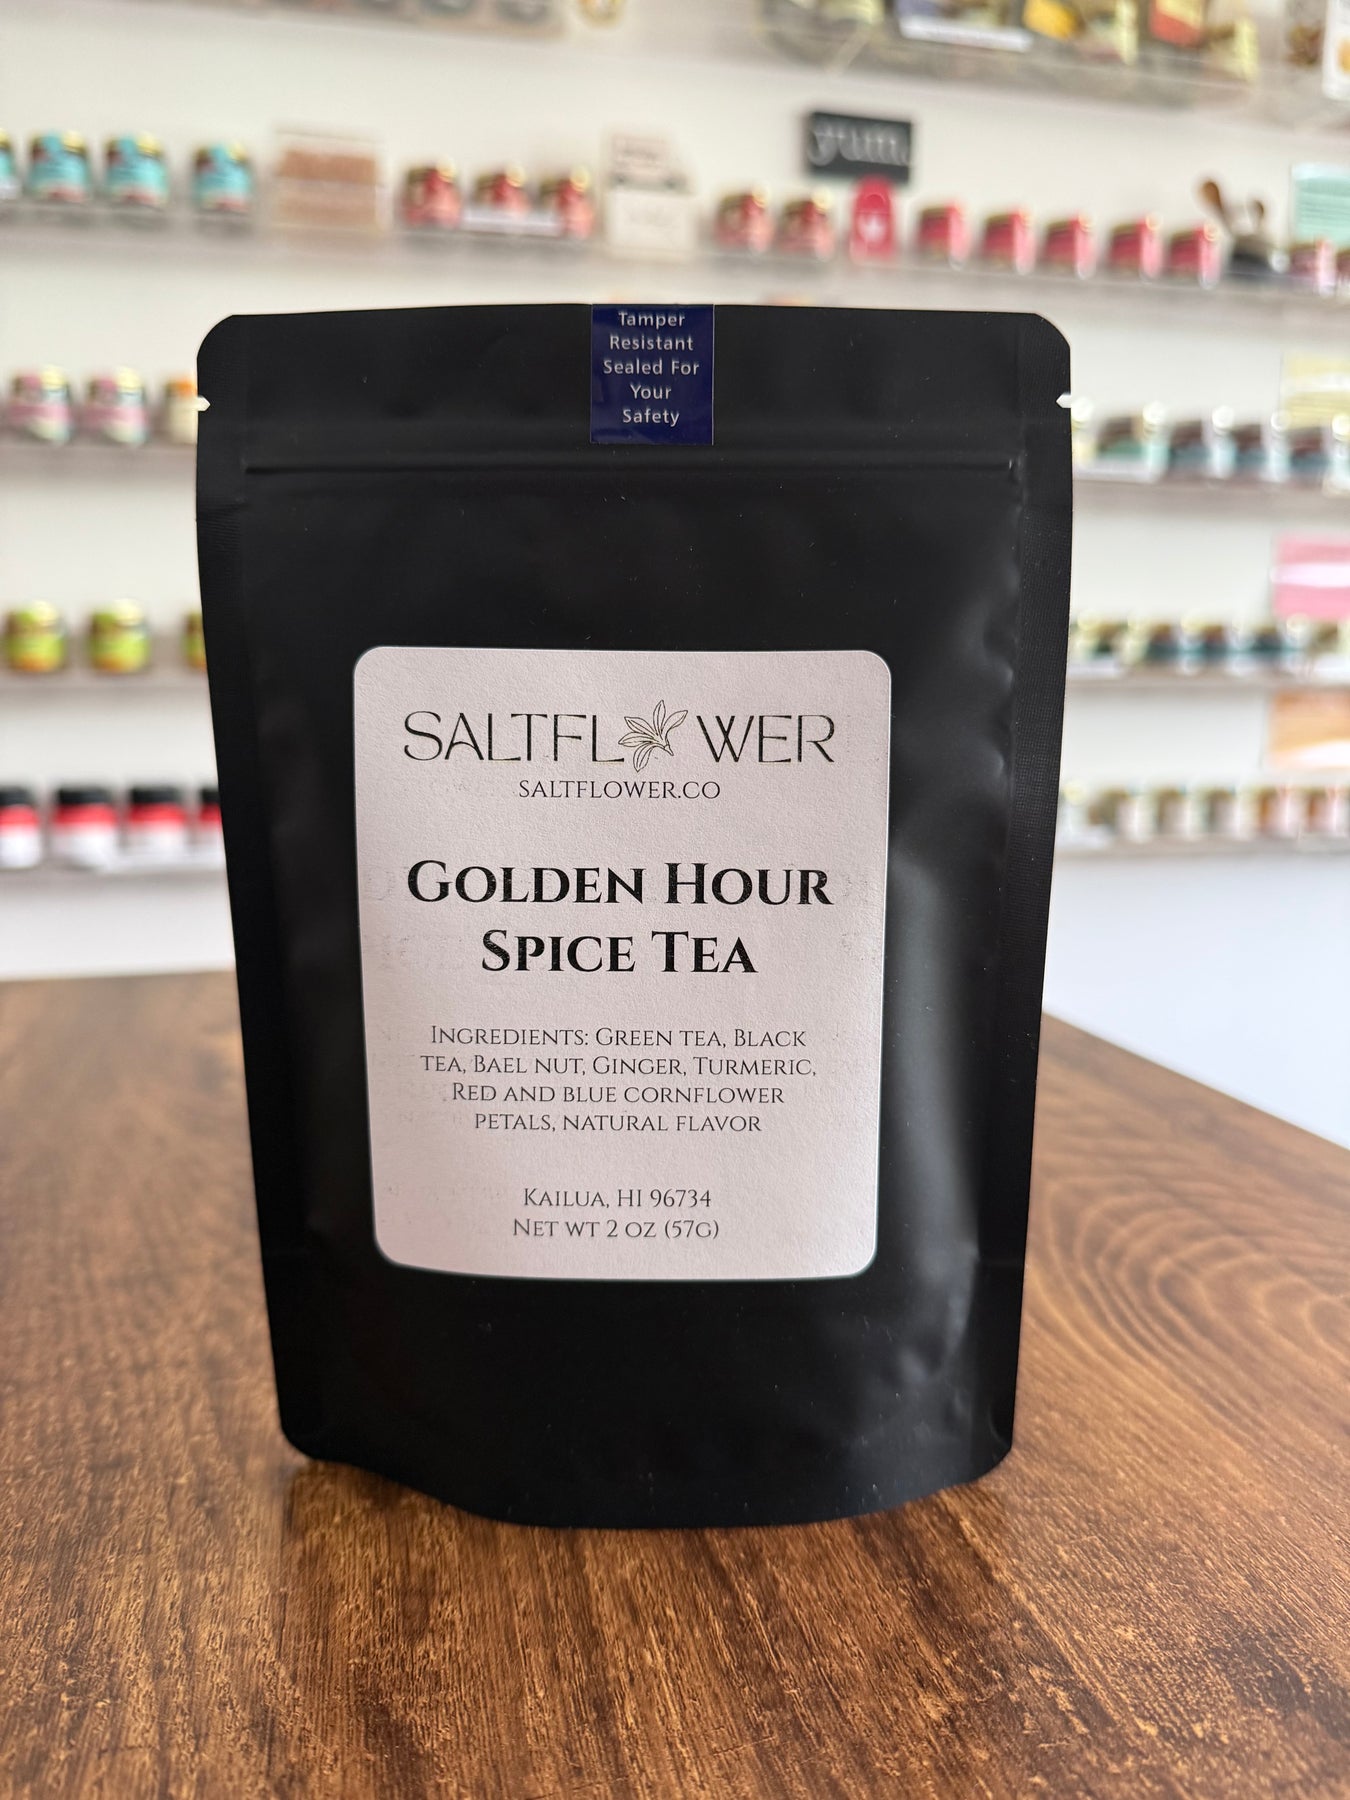 yum.
Tamper
Resistant
Sealed For
Your
Safety
SALTFLOWER
SALTFLOWER.CO
GOLDEN HOUR
SPICE TEA
INGREDIENTS: GREEN TEA, BLACK
TEA, BAEL NUT, GINGER, TURMERIC,
RED AND BLUE CORNFLOWER
PETALS, NATURAL FLAVOR
KAILUA, HI 96734
NET WT 2 OZ (57G)